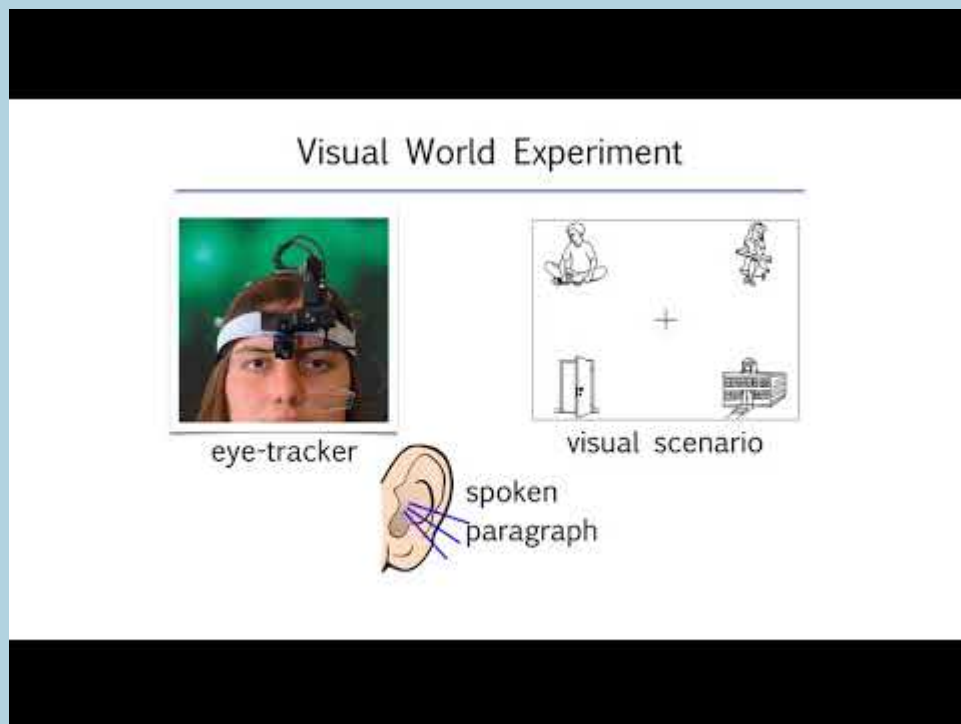 Visual World Experiment
eye-tracker
visual scenario
spoken
paragraph